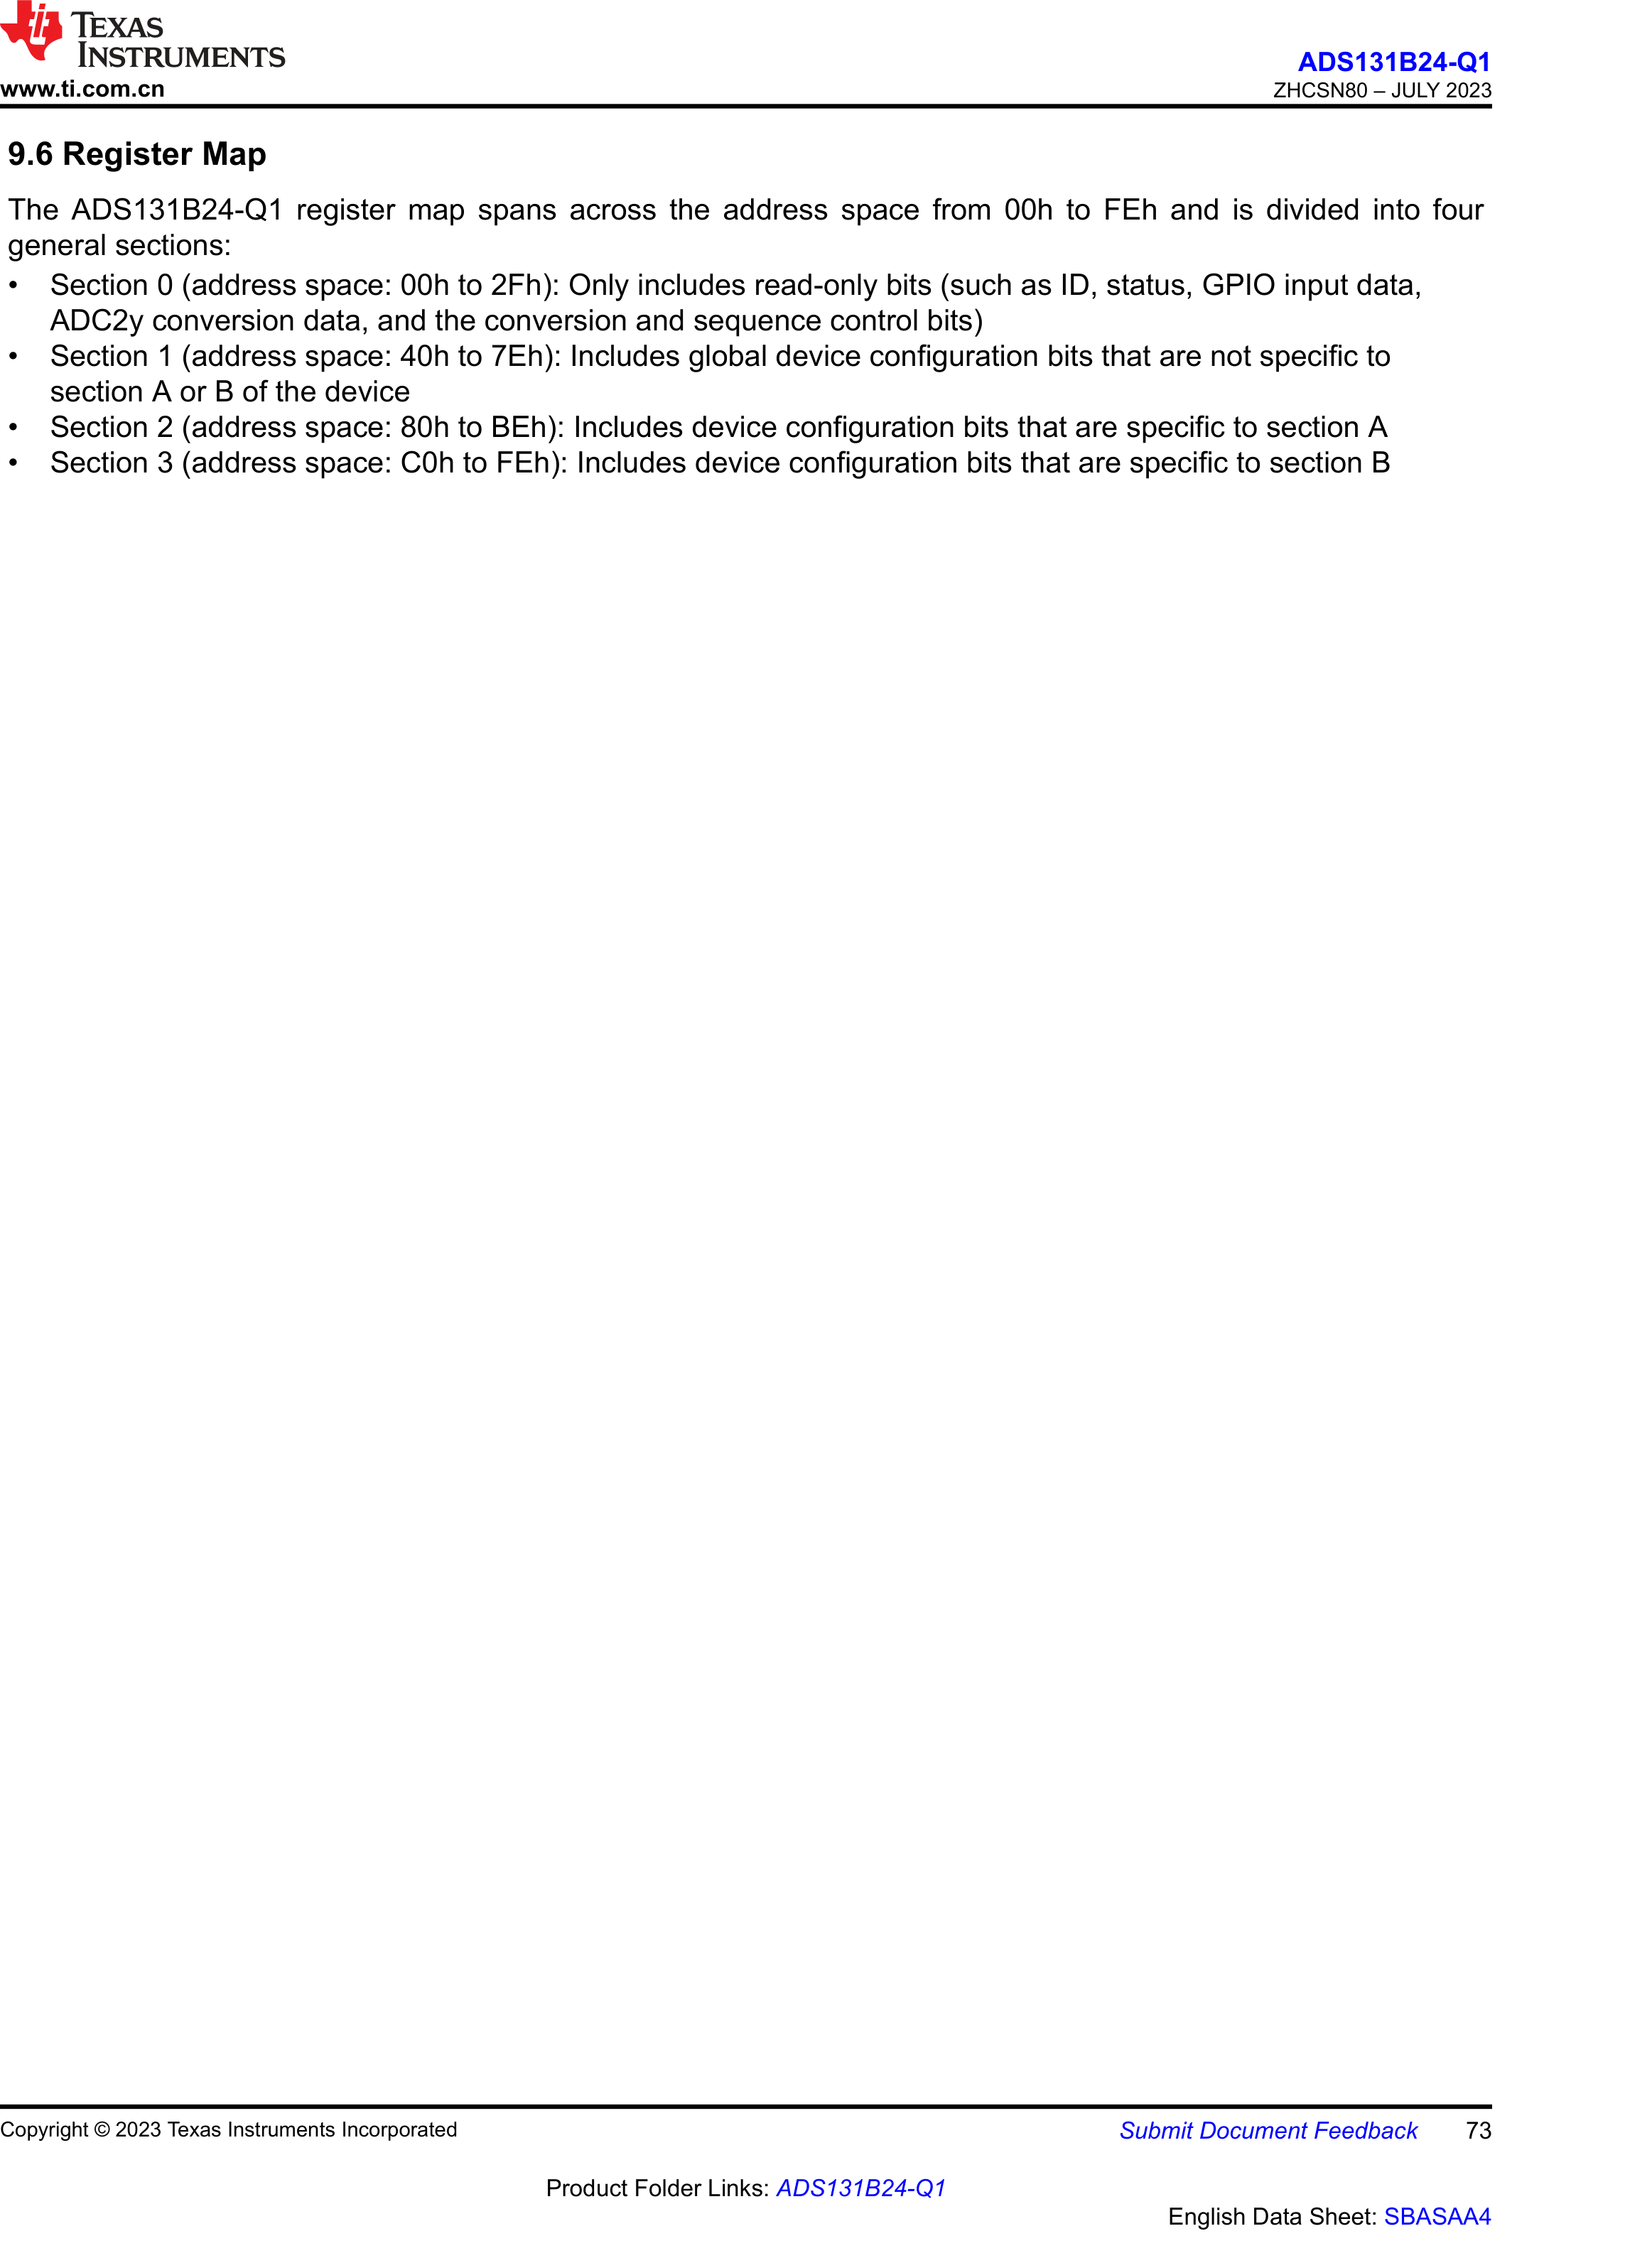 TEXAS
INSTRUMENTS
www.ti.com.cn
ADS131B24-Q1
ZHCSN80 – JULY 2023
9.6 Register Map
The ADS131B24-Q1 register map spans across the address space from 00h to FEh and is divided into four
general sections:
• Section 0 (address space: 00h to 2Fh): Only includes read-only bits (such as ID, status, GPIO input data,
ADC2y conversion data, and the conversion and sequence control bits)
• Section 1 (address space: 40h to 7Eh): Includes global device configuration bits that are not specific to
section A or B of the device
• Section 2 (address space: 80h to BEh): Includes device configuration bits that are specific to section A
• Section 3 (address space: C0h to FEh): Includes device configuration bits that are specific to section B
Copyright © 2023 Texas Instruments Incorporated
Submit Document Feedback 73
Product Folder Links: ADS131B24-Q1
English Data Sheet: SBASAA4